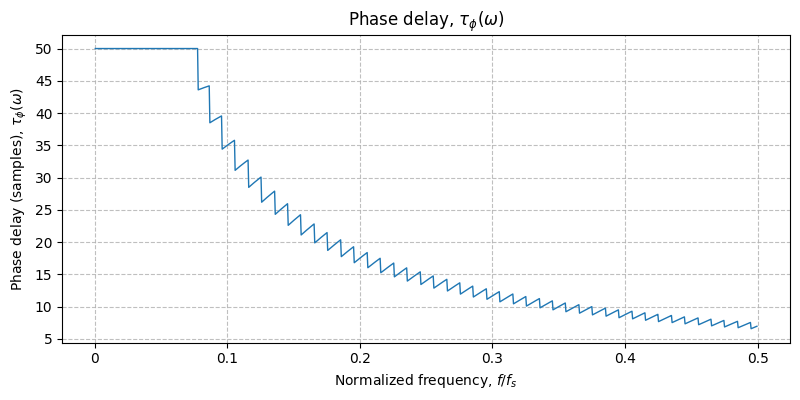 Phase delay, τ_ϕ(ω)
Phase delay (samples), τ_ϕ(ω)
50
45
40
35
30
25
20
15
10
5
0 0.1 0.2 0.3 0.4 0.5
Normalized frequency, f/f_s